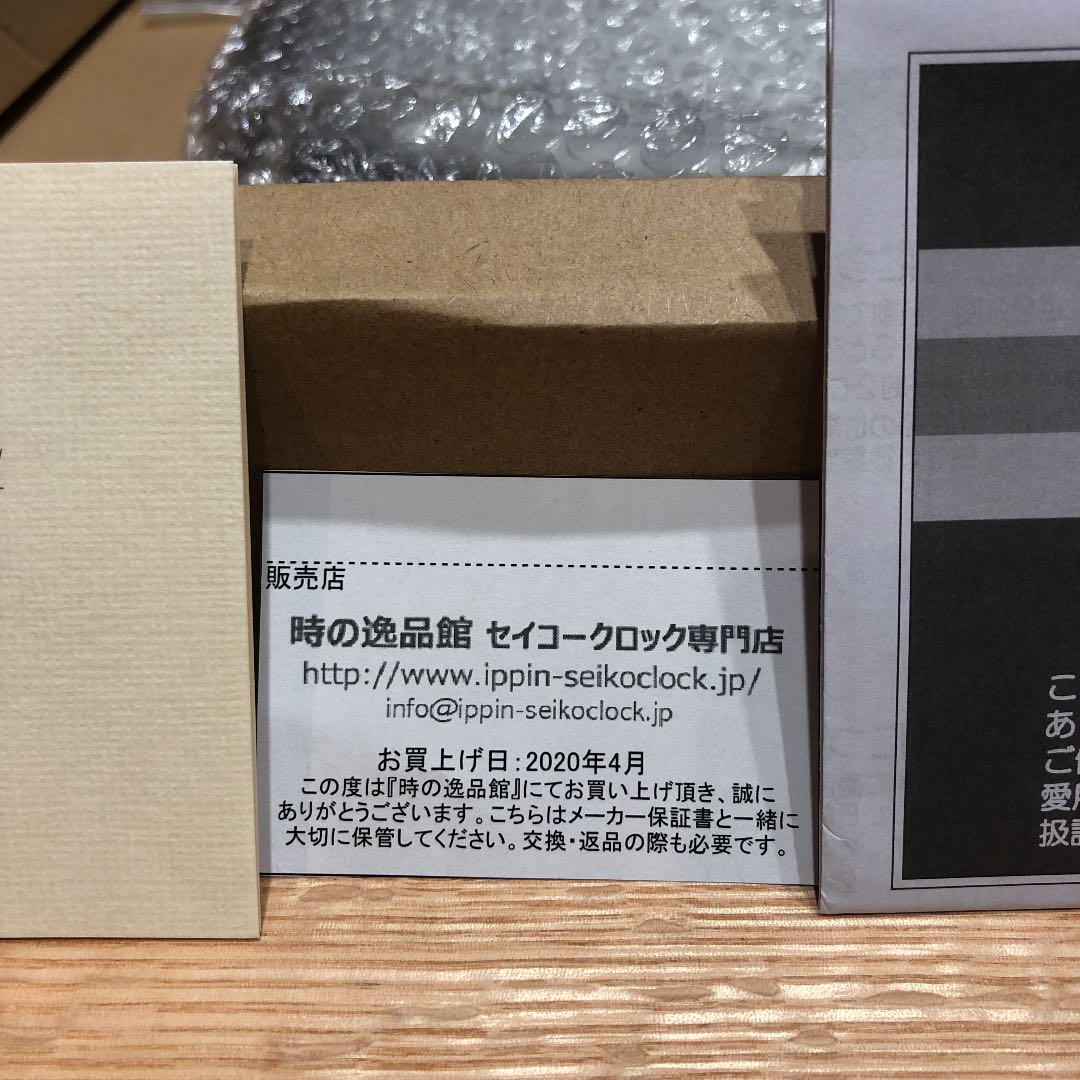 販売店
時の逸品館 セイコークロック専門店
http://www.ippin-seikoclock.jp/
info@ippin-seikoclock.jp
お買上げ日:2020年4月
この度は『時の逸品館』にてお買い上げ頂き、誠に
ありがとうございます。こちらはメーカー保証書と一緒に
大切に保管してください。交換・返品の際も必要です。
こ
あ
ご
愛
扱